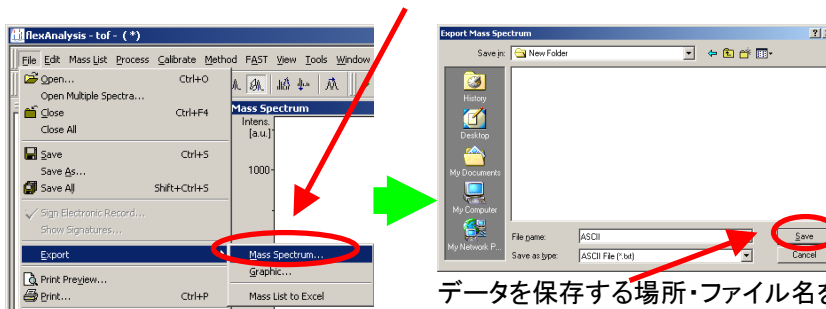 flexAnalysis - tof - ( *)
File Edit Mass List Process Calibrate Method FAST View Tools Window
Open... Ctrl+O
Open Multiple Spectra...
Close Ctrl+F4
Close All
Save Ctrl+S
Save As...
Save All Shift+Ctrl+S
Sign Electronic Record...
Show Signatures...
Export
Print Preview...
Print... Ctrl+P
Mass Spectrum
Intens.
[a.u.]
1000
Mass Spectrum...
Graphic...
Mass List to Excel
Export Mass Spectrum
Save in: New Folder
History
Desktop
My Documents
My Computer
My Network P...
File name: ASCII
Save
Save as type: ASCII File (*.txt)
Cancel
データを保存する場所・ファイル名を